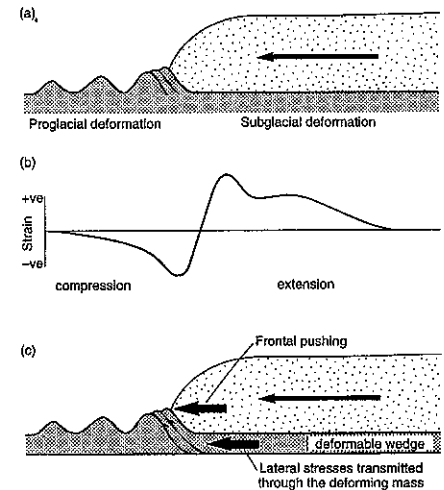 (a)
Proglacial deformation
Subglacial deformation
(b)
+ve
Strain
-ve
compression
extension
(c)
Frontal pushing
deformable wedge
Lateral stresses transmitted
through the deforming mass